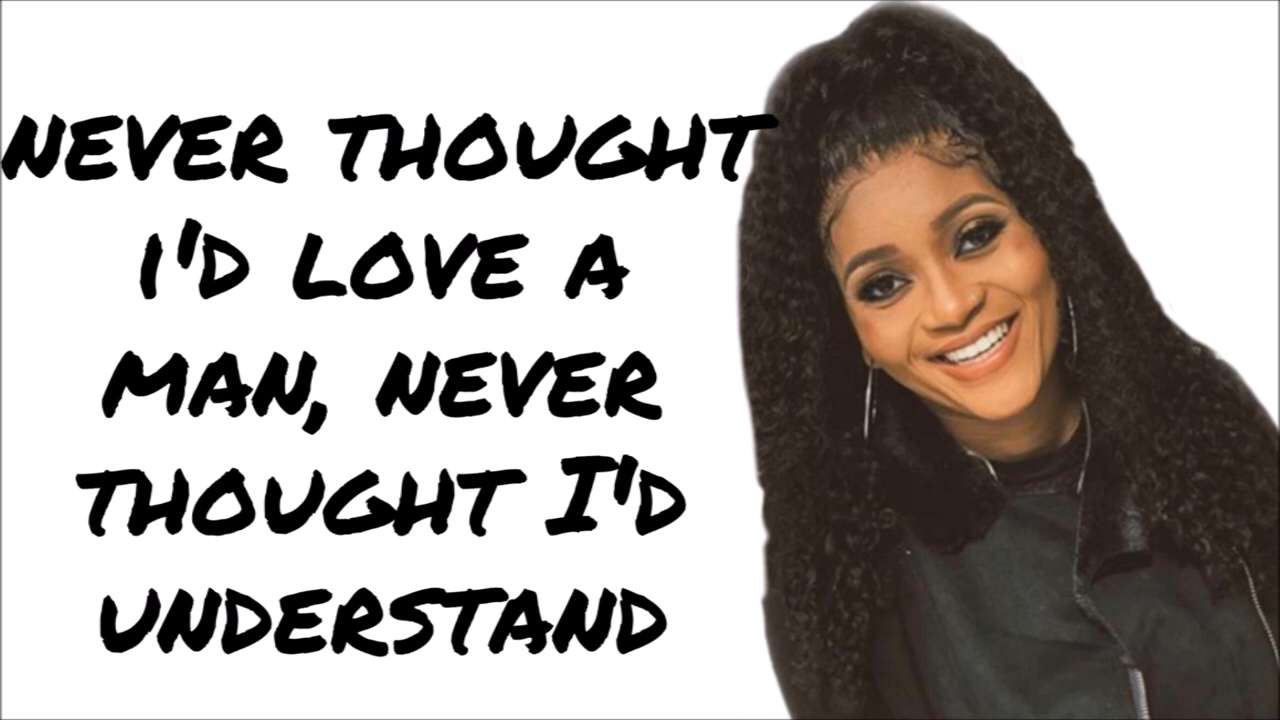 NEVER THOUGHT
I'D LOVE A
MAN, NEVER
THOUGHT I'D
UNDERSTAND